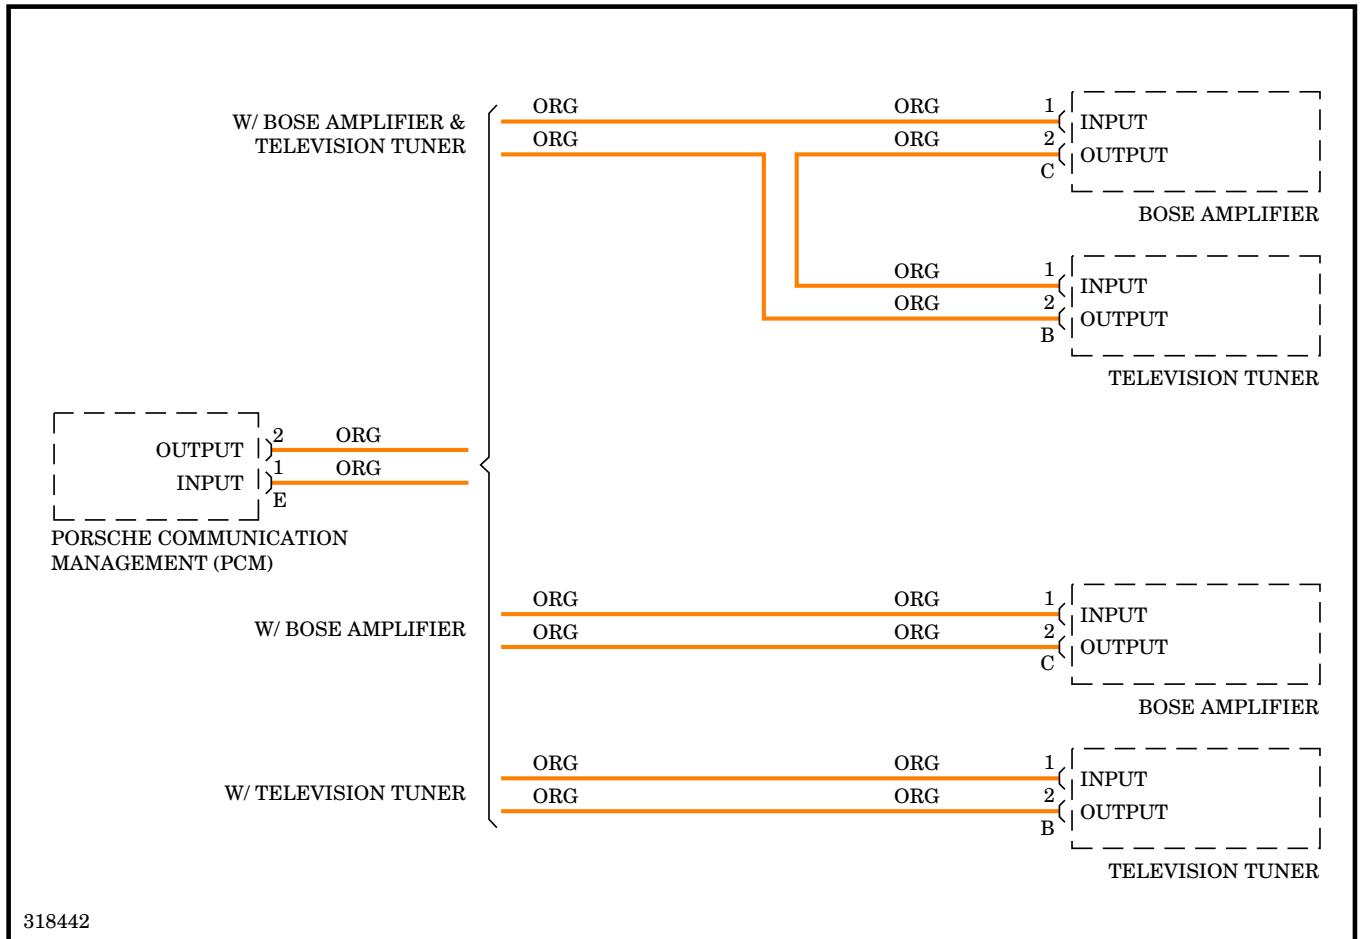 ORG ORG 1
W/ BOSE AMPLIFIER & INPUT
ORG ORG 2
TELEVISION TUNER OUTPUT
C
BOSE AMPLIFIER
ORG 1
INPUT
ORG 2
OUTPUT
B
TELEVISION TUNER
2 ORG
OUTPUT
1 ORG
INPUT
E
PORSCHE COMMUNICATION
MANAGEMENT (PCM)
ORG ORG 1
INPUT
W/ BOSE AMPLIFIER ORG ORG 2
OUTPUT
C
BOSE AMPLIFIER
ORG ORG 1
INPUT
W/ TELEVISION TUNER ORG ORG 2
OUTPUT
B
TELEVISION TUNER
318442